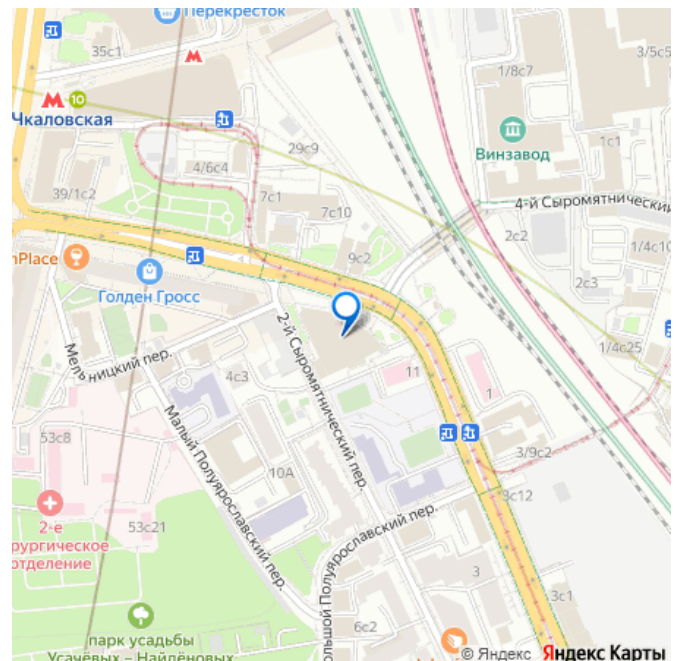 Перекресток
35с1
3/5с5
1/8с7
10
Чкаловская
Винзавод
1с1
29с9
4/6с4
39/1с2
7с1
4-й Сыромятнический
7с10
2с2
9с2
1/4с10
nPlace
Голден Гросс
2с3
2-й Сыромятнический пер.
1/4с25
Мельницкий пер.
4с3
11
1
Малый Полуярославский пер.
53с8
10А
3/9с2
53с21
3с12
2-е
рургическое
отделение
Большой Полуярославский пер.
3
3с1
парк усадьбы
Усачёвых – Найдёновых
6с2
© Яндекс Яндекс Карты